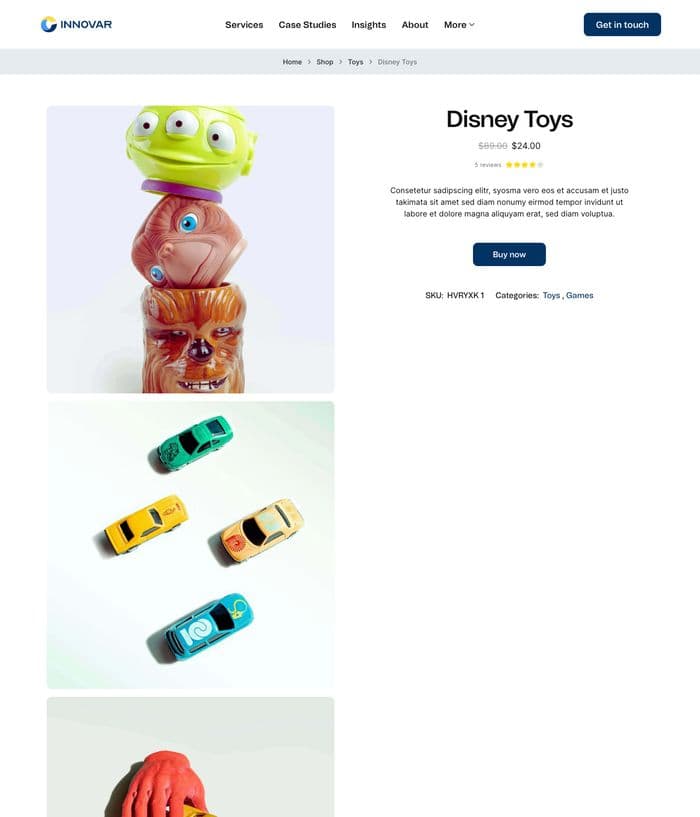 INNOVAR
Services Case Studies Insights About More
Get in touch
Home > Shop > Toys > Disney Toys
Disney Toys
$89.00 $24.00
5 reviews
Consetetur sadipscing elitr, syosma vero eos et accusam et justo
takimata sit amet sed diam nonumy eirmod tempor invidunt ut
labore et dolore magna aliquyam erat, sed diam voluptua.
Buy now
SKU: HVRYXK 1 Categories: Toys , Games